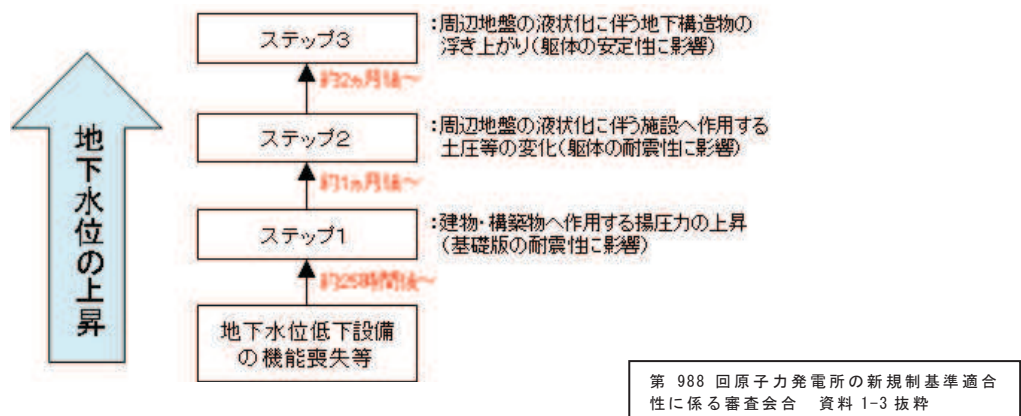 地下水位の上昇
ステップ3
:周辺地盤の液状化に伴う地下構造物の
浮き上がり(躯体の安定性に影響)
約2ヵ月後~
ステップ2
:周辺地盤の液状化に伴う施設へ作用する
土圧等の変化(躯体の耐震性に影響)
約1ヵ月後~
ステップ1
:建物・構築物へ作用する揚圧力の上昇
(基礎版の耐震性に影響)
約25時間後~
地下水位低下設備
の機能喪失等
第 988 回原子力発電所の新規制基準適合
性に係る審査会合 資料 1-3 抜粋